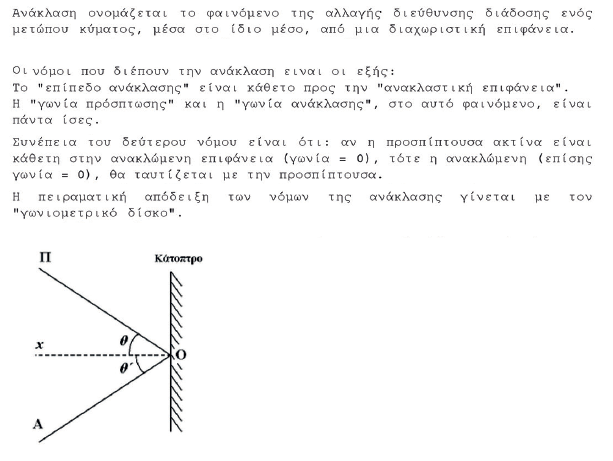 Ανάκλαση ονομάζεται το φαινόμενο της αλλαγής διεύθυνσης διάδοσης ενός
μετώπου κύματος, μέσα στο ίδιο μέσο, από μια διαχωριστική επιφάνεια.
Οι νόμοι που διέπουν την ανάκλαση ειναι οι εξής:
Το "επίπεδο ανάκλασης" είναι κάθετο προς την "ανακλαστική επιφάνεια".
Η "γωνία πρόσπτωσης" και η "γωνία ανάκλασης", στο αυτό φαινόμενο, είναι
πάντα ίσες.
Συνέπεια του δεύτερου νόμου είναι ότι: αν η προσπίπτουσα ακτίνα είναι
κάθετη στην ανακλώμενη επιφάνεια (γωνία = 0), τότε η ανακλώμενη (επίσης
γωνία = 0), θα ταυτίζεται με την προσπίπτουσα.
Η πειραματική απόδειξη των νόμων της ανάκλασης γίνεται με τον
"γωνιομετρικό δίσκο".
Π
Κάτοπτρο
θ
x
Ο
θ΄
Α